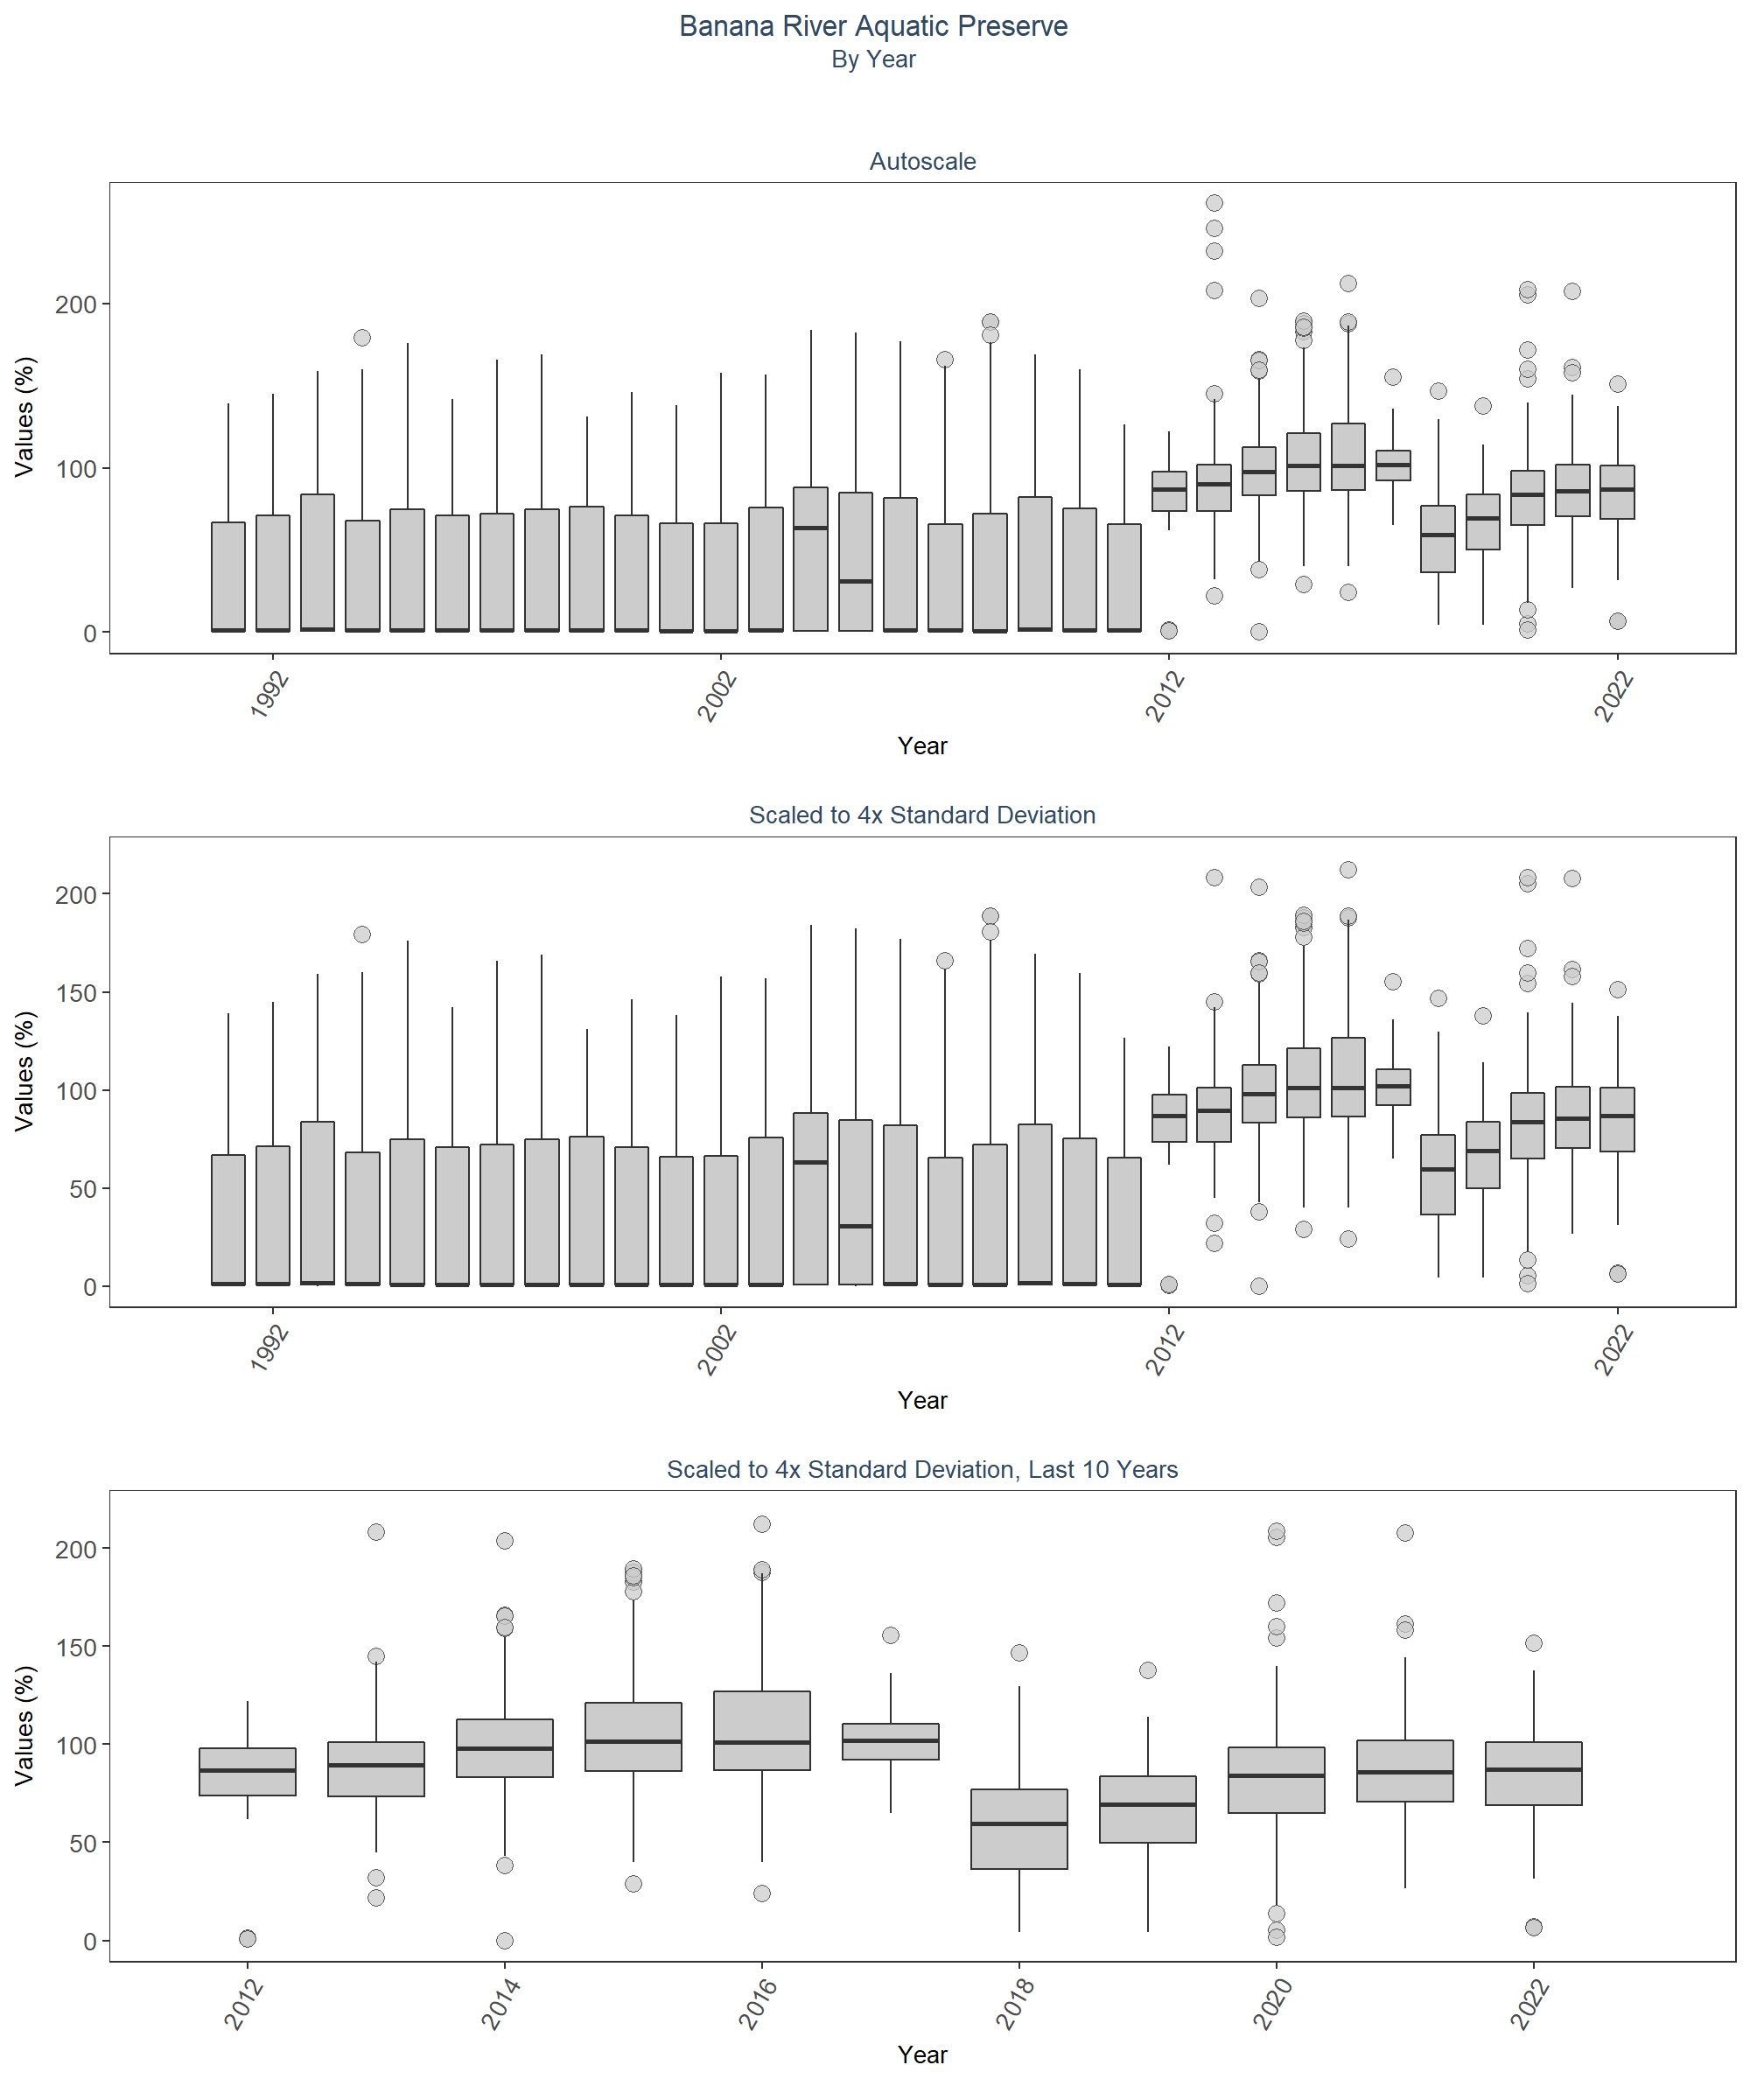 Banana River Aquatic Preserve
By Year
Autoscale
Values (%)
200
100
0
1992
2002
2012
2022
Year
Scaled to 4x Standard Deviation
Values (%)
200
150
100
50
0
1992
2002
2012
2022
Year
Scaled to 4x Standard Deviation, Last 10 Years
Values (%)
200
150
100
50
0
2012
2014
2016
2018
2020
2022
Year